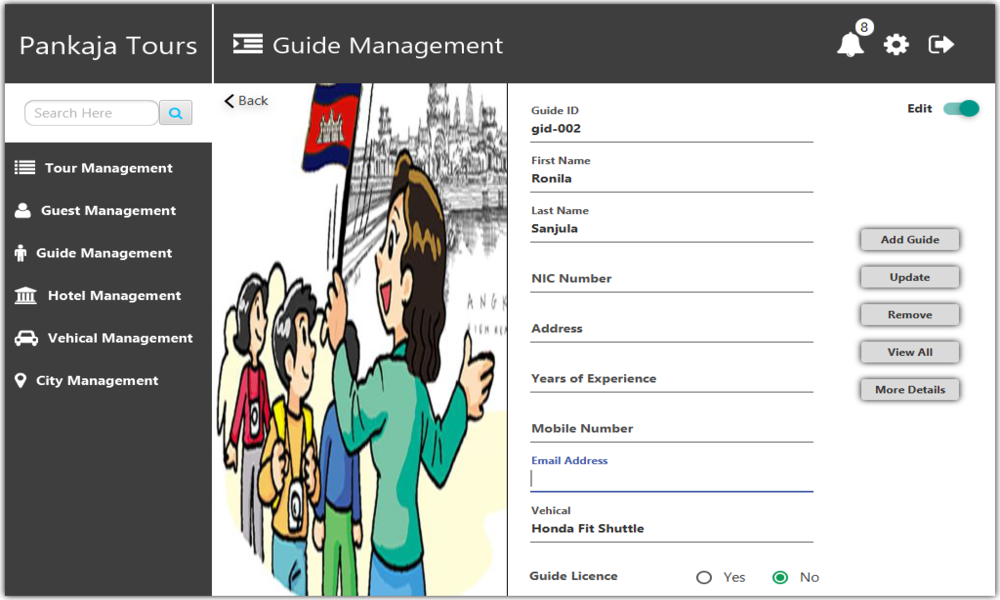 Pankaja Tours
Guide Management
8
Search Here
Back
Tour Management
Guest Management
Guide Management
Hotel Management
Vehical Management
City Management
ANGK
Guide ID
gid-002
First Name
Ronila
Last Name
Sanjula
NIC Number
Address
Years of Experience
Mobile Number
Email Address
Vehical
Honda Fit Shuttle
Guide Licence
Yes
No
Edit
Add Guide
Update
Remove
View All
More Details